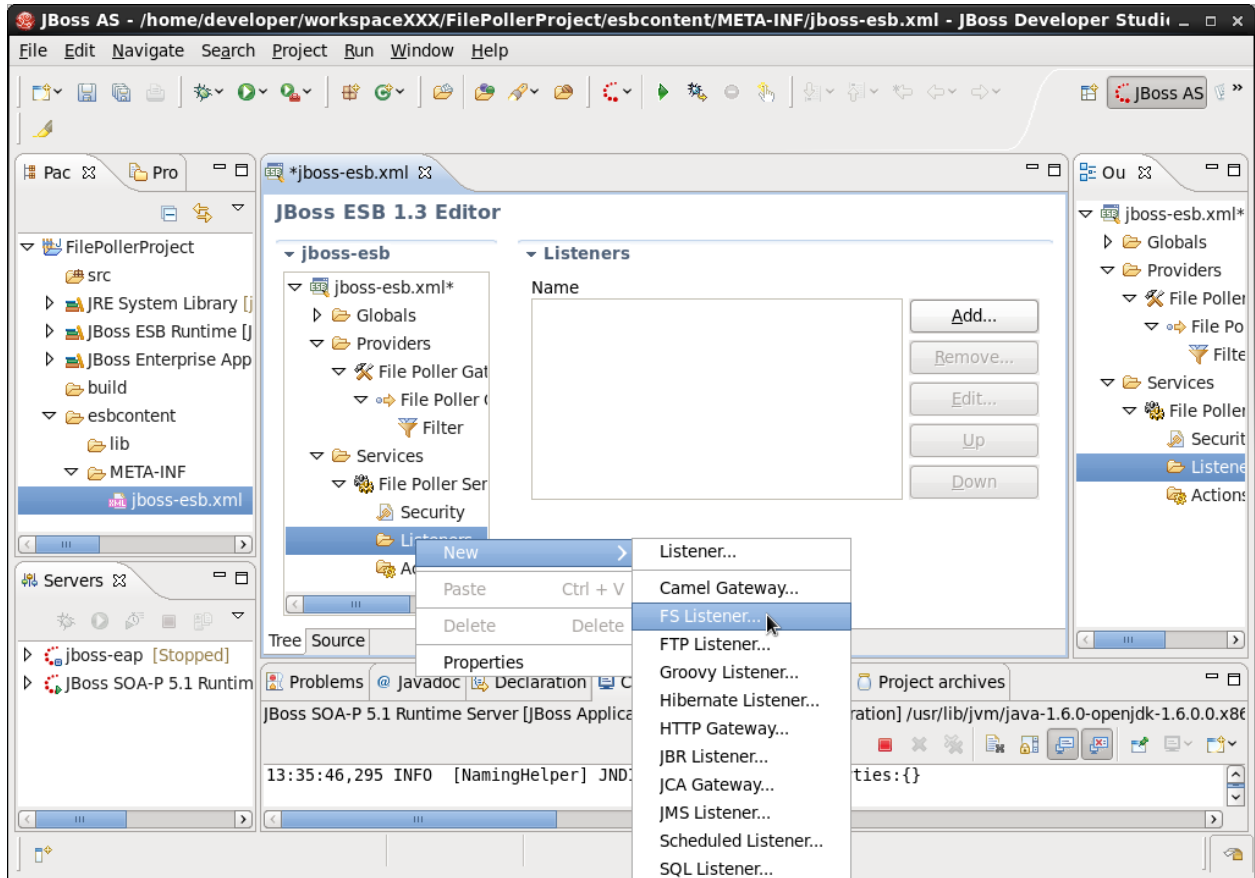 JBoss AS - /home/developer/workspaceXXX/FilePollerProject/esbcontent/META-INF/jboss-esb.xml - JBoss Developer Studi
File Edit Navigate Search Project Run Window Help
JBoss AS
Pac
Pro
*jboss-esb.xml
Ou
JBoss ESB 1.3 Editor
FilePollerProject
src
JRE System Library [j
JBoss ESB Runtime [J
JBoss Enterprise App
build
esbcontent
lib
META-INF
jboss-esb.xml
jboss-esb
jboss-esb.xml*
Globals
Providers
File Poller Gat
File Poller
Filter
Services
File Poller Ser
Security
Listeners
Listeners
Name
Add...
Remove...
Edit...
Up
Down
jboss-esb.xml*
Globals
Providers
File Poller
File Po
Filte
Services
File Poller
Securit
Listene
Actions
New
Paste Ctrl + V
Delete Delete
Properties
Listener...
Camel Gateway...
FS Listener...
FTP Listener...
Groovy Listener...
Hibernate Listener...
HTTP Gateway...
JBR Listener...
JCA Gateway...
JMS Listener...
Scheduled Listener...
SQL Listener...
Tree Source
Servers
jboss-eap [Stopped]
JBoss SOA-P 5.1 Runtim
Problems @ Javadoc Declaration C Project archives
JBoss SOA-P 5.1 Runtime Server [JBoss Applica ration] /usr/lib/jvm/java-1.6.0-openjdk-1.6.0.0.x86
13:35:46,295 INFO [NamingHelper] JNDI ties:{}